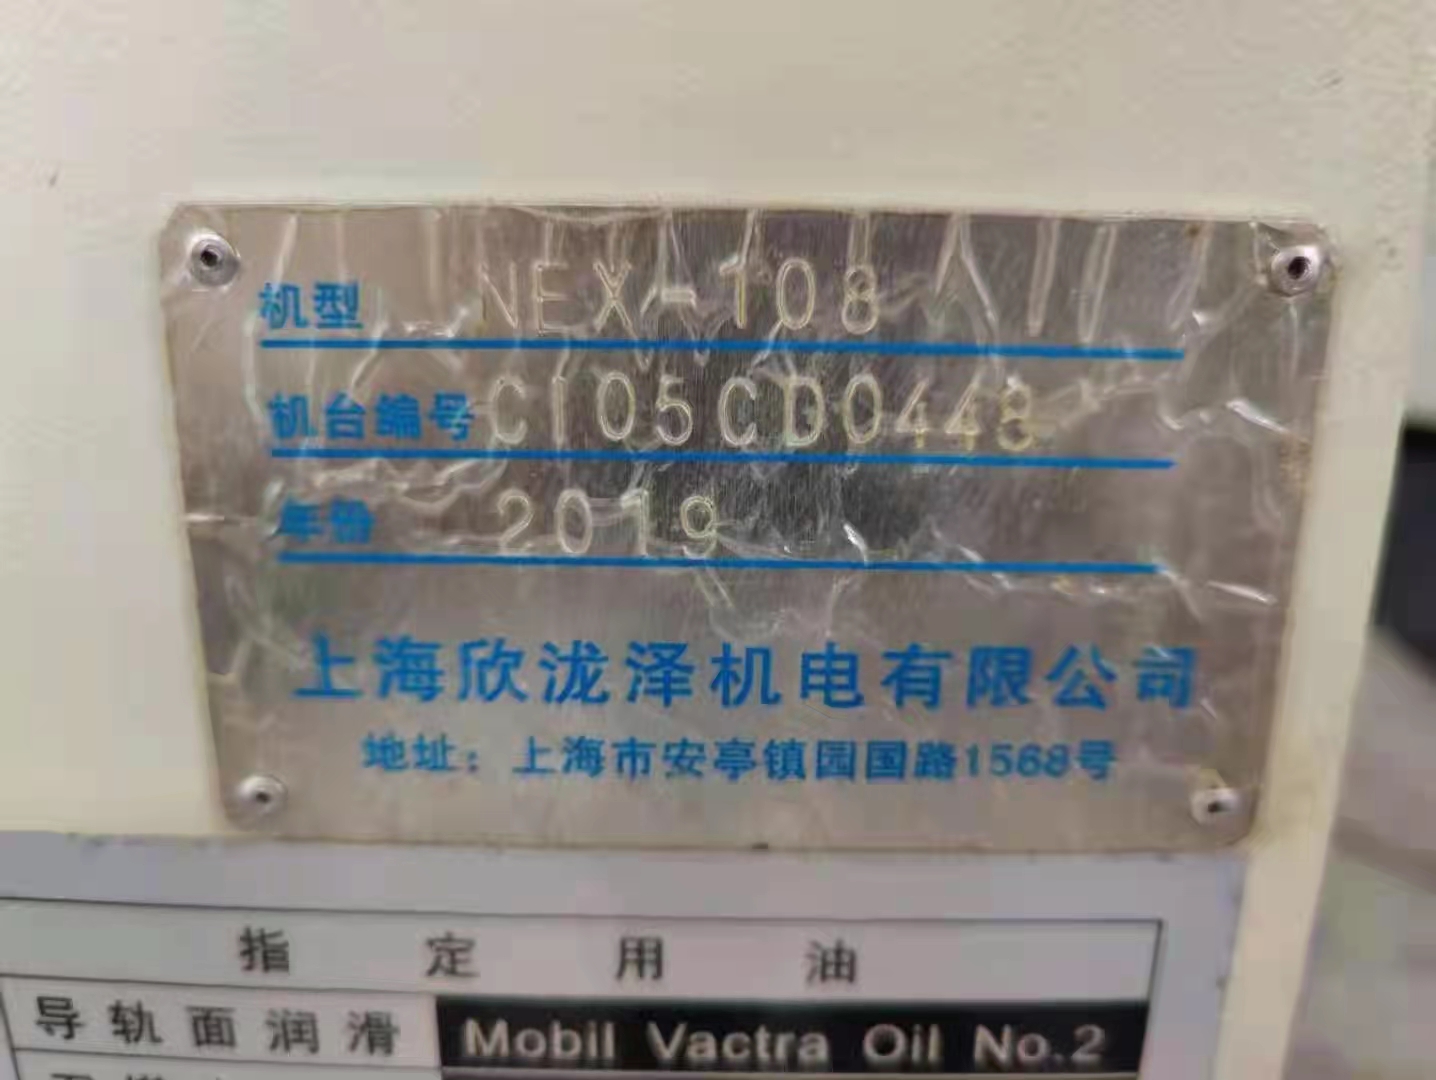 机型 NEX-108
机台编号 CI05CD0448
年份 2019
上海欣泷泽机电有限公司
地址：上海市安亭镇园国路1568号
指定用油
导轨面润滑 Mobil Vactra Oil No.2